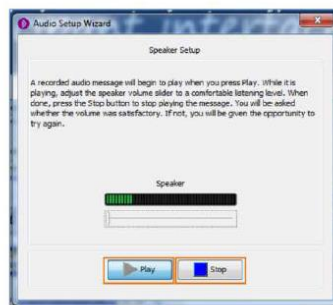 Audio Setup Wizard
Speaker Setup
A recorded audio message will begin to play when you press Play. While it is
playing, adjust the speaker volume slider to a comfortable listening level. When
done, press the Stop button to stop playing the message. You will be asked
whether the volume was satisfactory. If not, you will be given the opportunity to
try again.
Speaker
Play
Stop